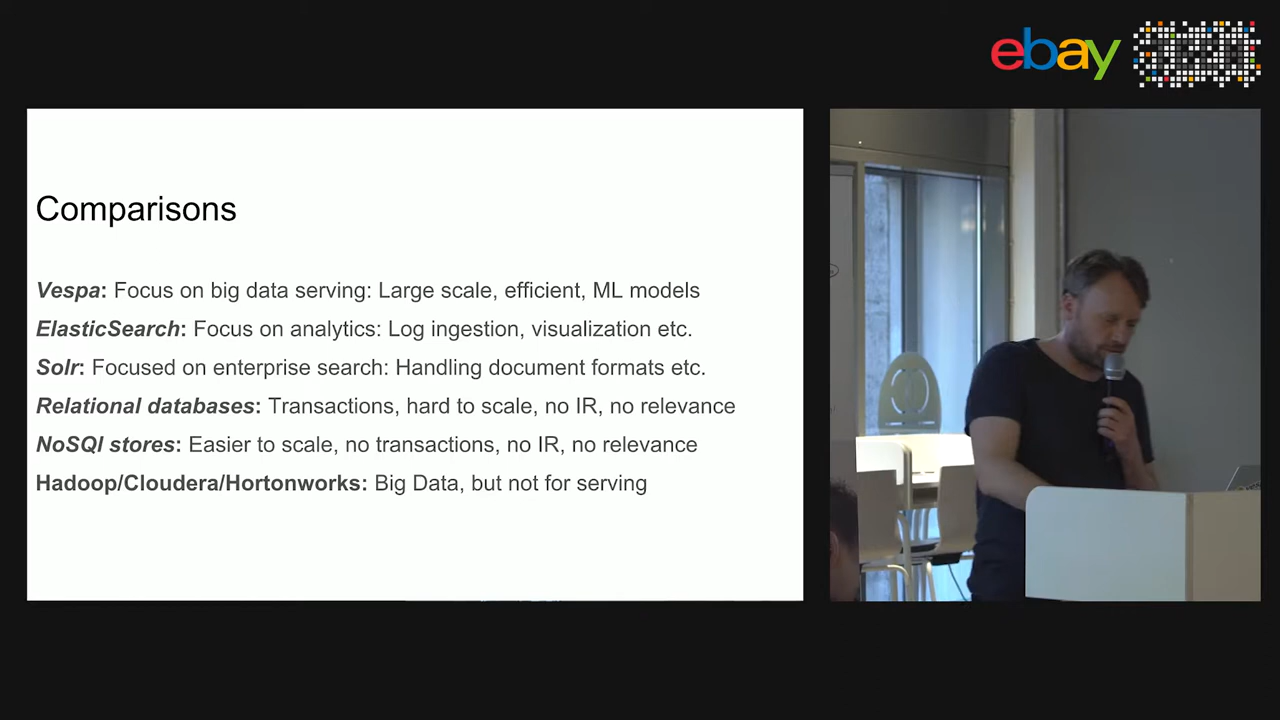 ebay
Comparisons
Vespa: Focus on big data serving: Large scale, efficient, ML models
ElasticSearch: Focus on analytics: Log ingestion, visualization etc.
Solr: Focused on enterprise search: Handling document formats etc.
Relational databases: Transactions, hard to scale, no IR, no relevance
NoSQl stores: Easier to scale, no transactions, no IR, no relevance
Hadoop/Cloudera/Hortonworks: Big Data, but not for serving